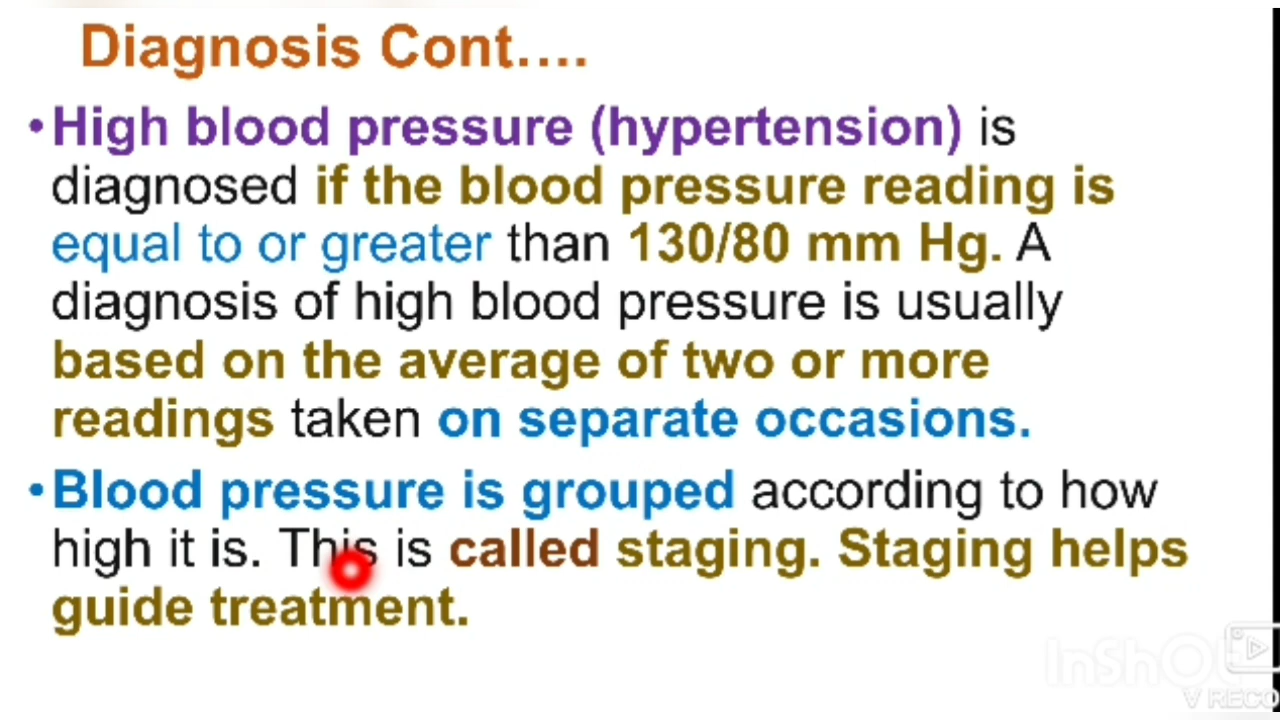 Diagnosis Cont....
•High blood pressure (hypertension) is
diagnosed if the blood pressure reading is
equal to or greater than 130/80 mm Hg. A
diagnosis of high blood pressure is usually
based on the average of two or more
readings taken on separate occasions.
•Blood pressure is grouped according to how
high it is. This is called staging. Staging helps
guide treatment.
InShOt
V RECO